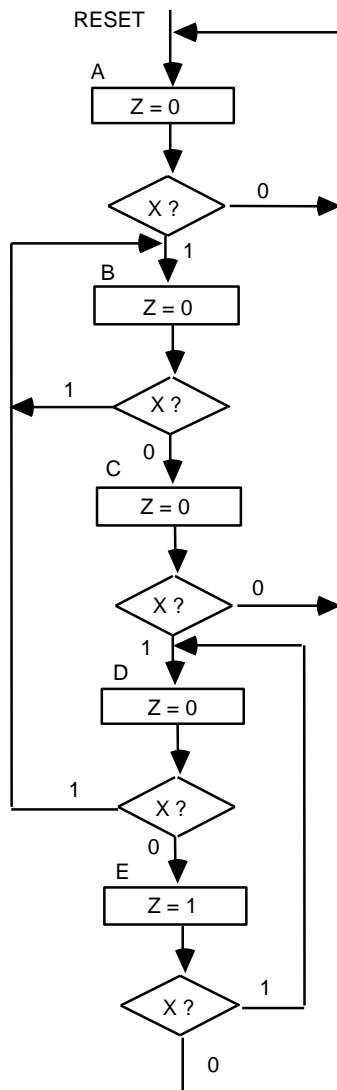 RESET
A
Z = 0
X ?
0
1
B
Z = 0
1
X ?
0
C
Z = 0
X ?
0
1
D
Z = 0
1
X ?
0
E
Z = 1
X ?
1
0